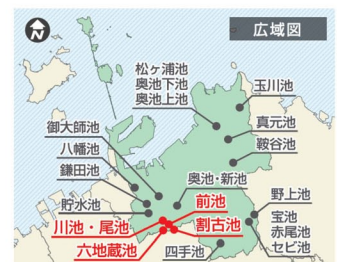 N
広域図
松ヶ浦池
奥池下池
奥池上池
玉川池
真元池
鞍谷池
御大師池
八幡池
鎌田池
貯水池
奥池・新池
前池
割古池
川池・尾池
六地蔵池
四手池
野上池
宝池
赤尾池
セビ池